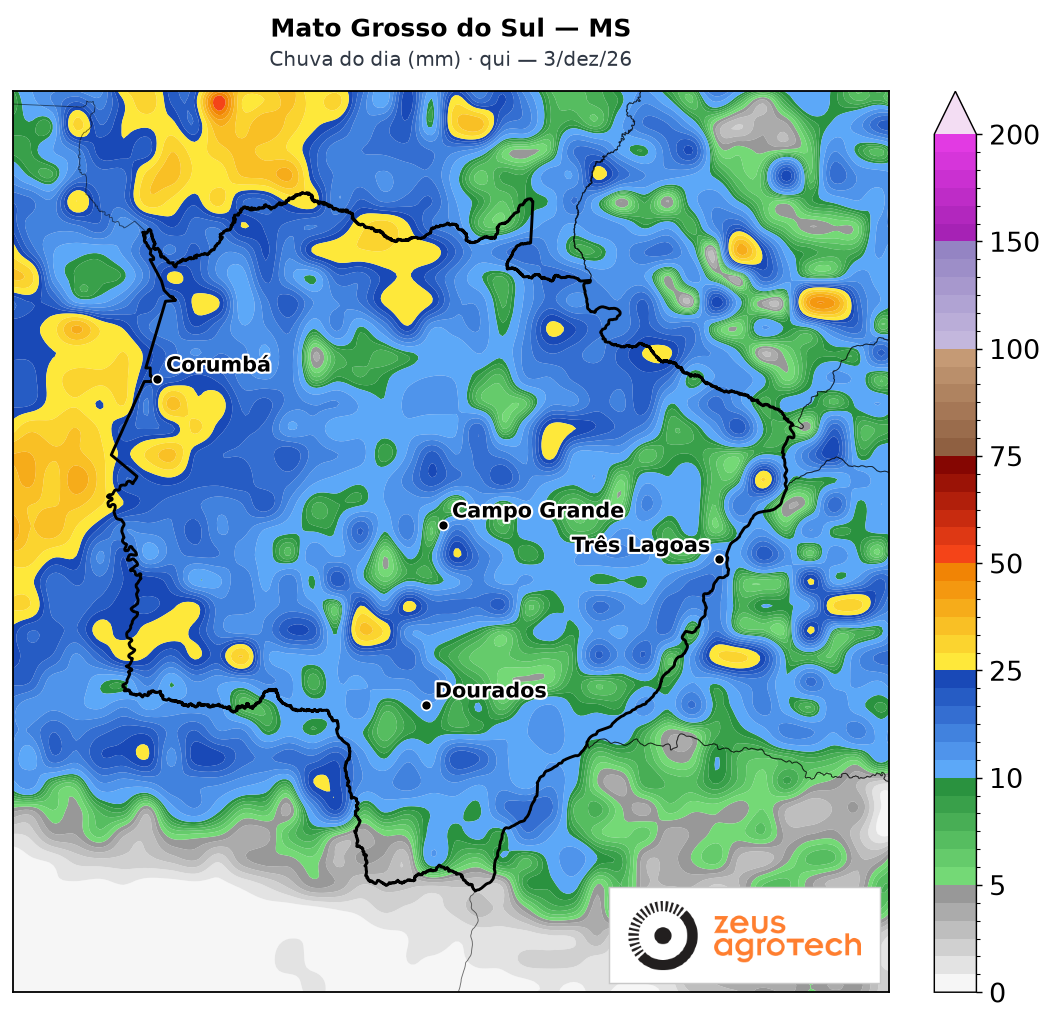 Mato Grosso do Sul — MS
Chuva do dia (mm) · qui — 3/dez/26
Corumbá
Campo Grande
Três Lagoas
Dourados
200
150
100
75
50
25
10
5
0
zeus
agrotech